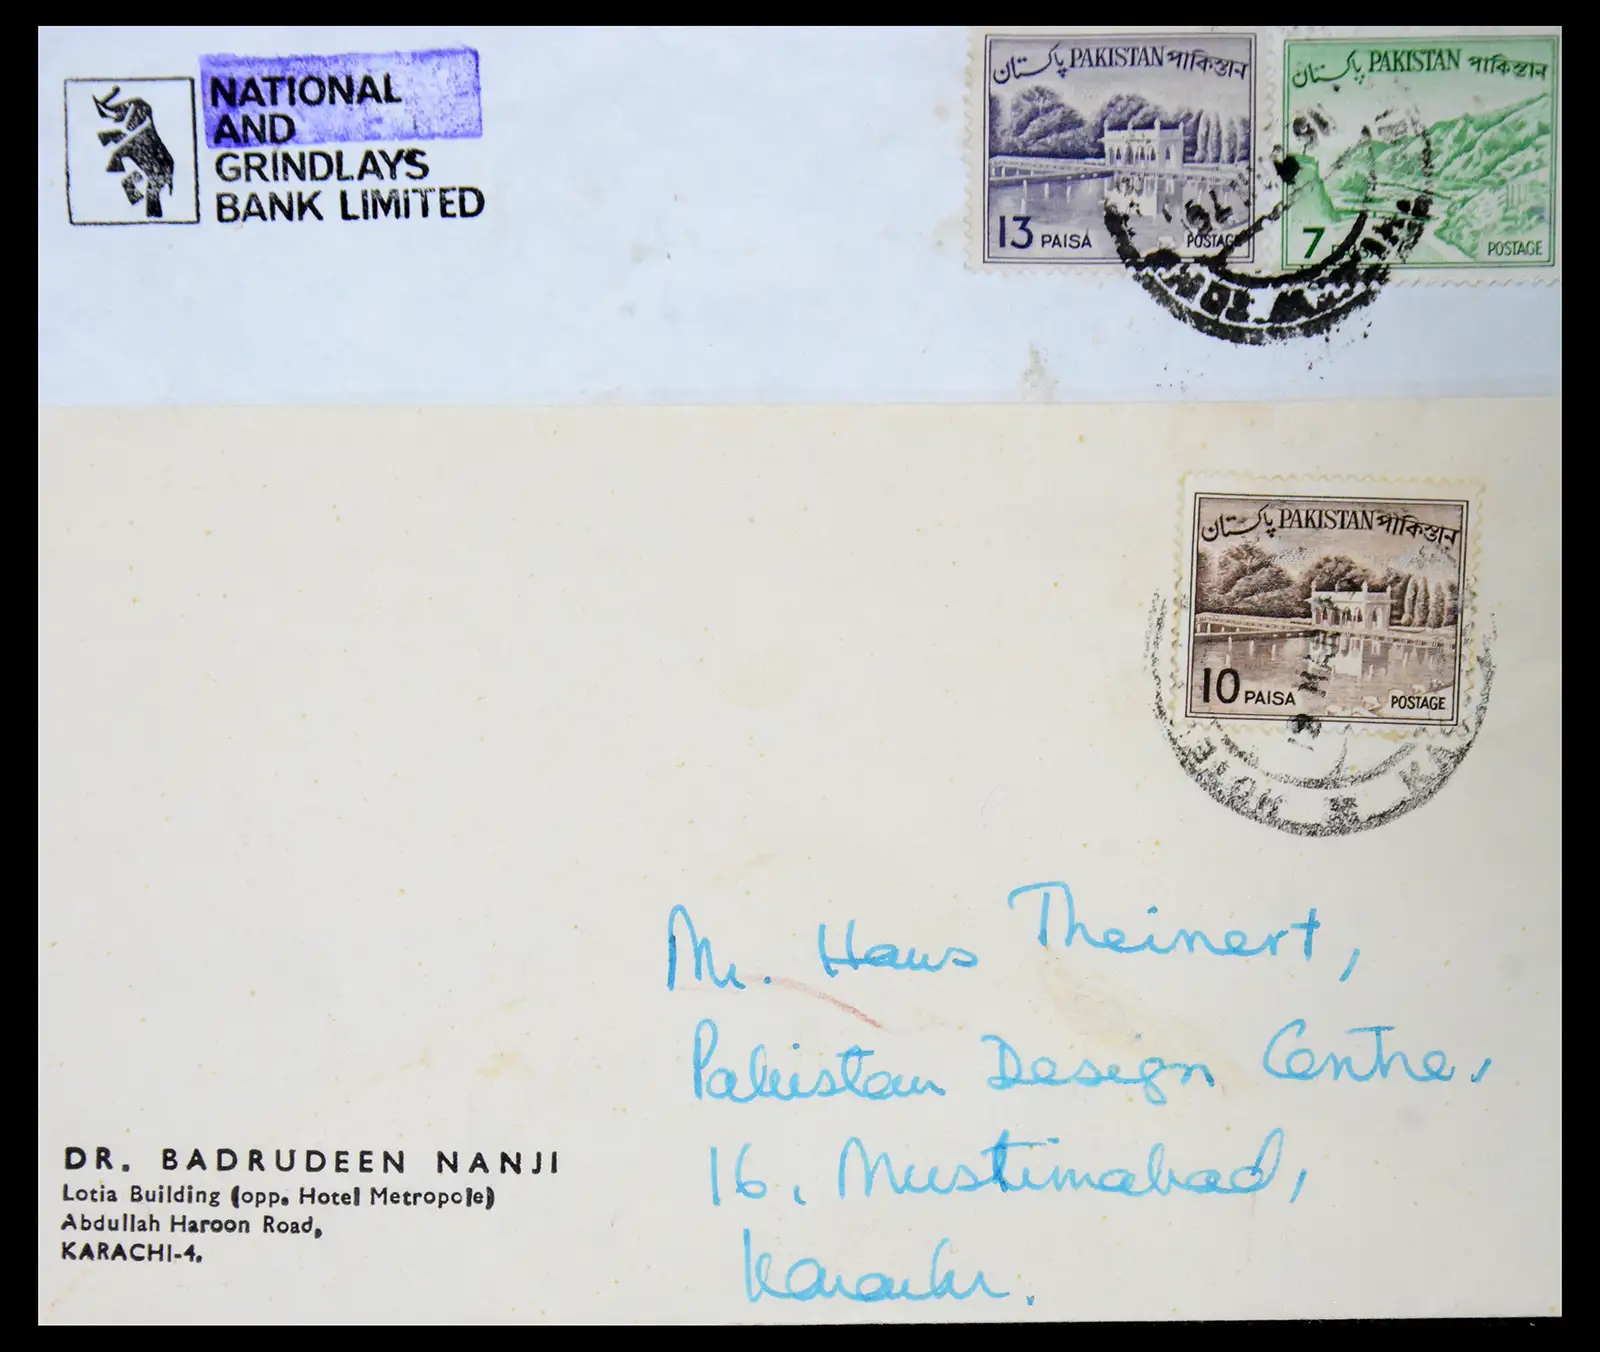 NATIONAL
AND
GRINDLAYS
BANK LIMITED
پاکستان PAKISTAN পাকিস্তান
13 PAISA POSTAGE
پاکستان PAKISTAN পাকিস্তান
7 POSTAGE
پاکستان PAKISTAN পাকিস্তান
10 PAISA POSTAGE
Mr. Hans Theinert,
Pakistan Design Centre,
16, Mustimabad,
Karachi.
DR. BADRUDEEN NANJI
Lotia Building (opp. Hotel Metropole)
Abdullah Haroon Road,
KARACHI-4.